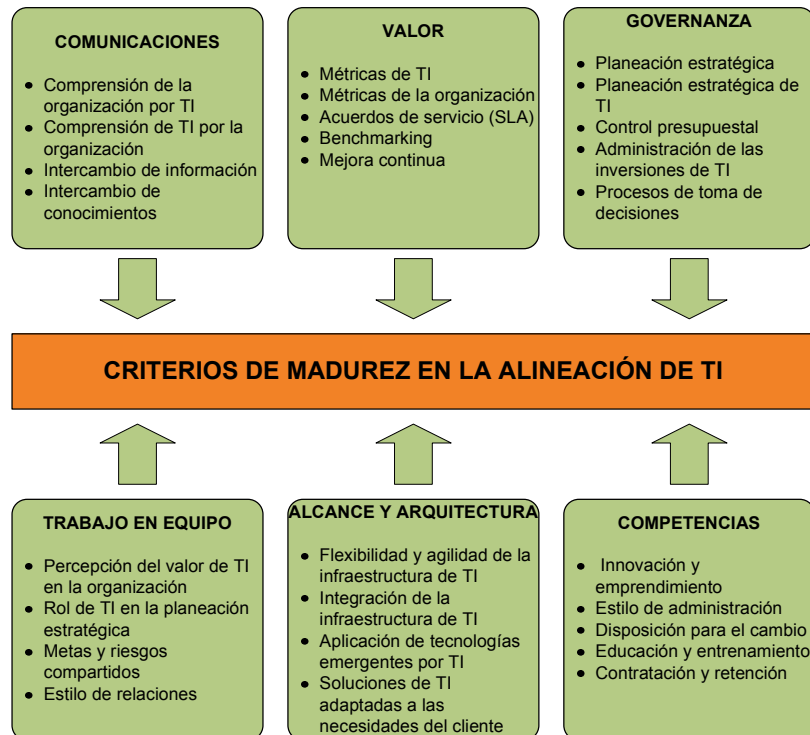 COMUNICACIONES
• Comprensión de la
organización por TI
• Comprensión de TI por la
organización
• Intercambio de información
• Intercambio de
conocimientos
VALOR
• Métricas de TI
• Métricas de la organización
• Acuerdos de servicio (SLA)
• Benchmarking
• Mejora continua
GOVERNANZA
• Planeación estratégica
• Planeación estratégica de
TI
• Control presupuestal
• Administración de las
inversiones de TI
• Procesos de toma de
decisiones
CRITERIOS DE MADUREZ EN LA ALINEACIÓN DE TI
TRABAJO EN EQUIPO
• Percepción del valor de TI
en la organización
• Rol de TI en la planeación
estratégica
• Metas y riesgos
compartidos
• Estilo de relaciones
ALCANCE Y ARQUITECTURA
• Flexibilidad y agilidad de la
infraestructura de TI
• Integración de la
infraestructura de TI
• Aplicación de tecnologías
emergentes por TI
• Soluciones de TI
adaptadas a las
necesidades del cliente
COMPETENCIAS
• Innovación y
emprendimiento
• Estilo de administración
• Disposición para el cambio
• Educación y entrenamiento
• Contratación y retención